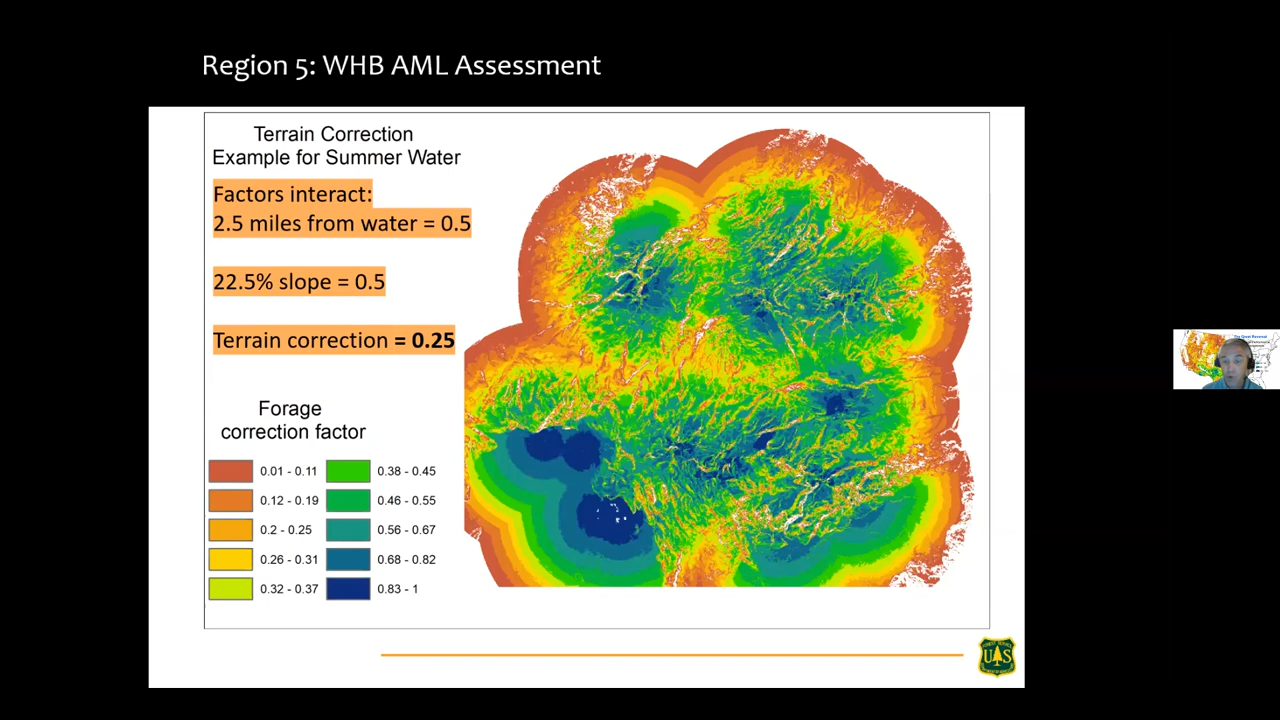 Region 5: WHB AML Assessment
Terrain Correction
Example for Summer Water
Factors interact:
2.5 miles from water = 0.5
22.5% slope = 0.5
Terrain correction = 0.25
Forage
correction factor
0.01 - 0.11
0.12 - 0.19
0.2 - 0.25
0.26 - 0.31
0.32 - 0.37
0.38 - 0.45
0.46 - 0.55
0.56 - 0.67
0.68 - 0.82
0.83 - 1
U S